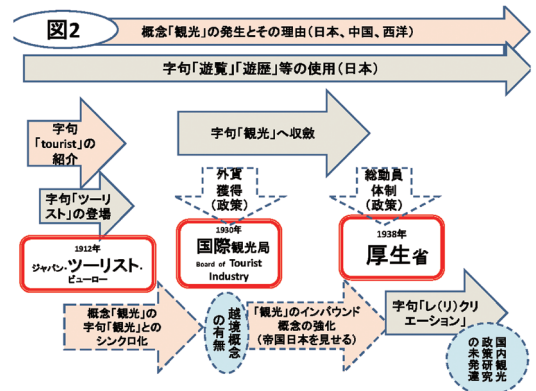 図2
概念「観光」の発生とその理由(日本、中国、西洋)
字句「遊覧」「遊歴」等の使用(日本)
字句
「tourist」の
紹介
字句「観光」へ収斂
字句「ツーリ
スト」の登場
外貨
獲得
(政策)
総動員
体制
(政策)
1912年
ジャパン・ツーリスト・
ビューロー
1930年
国際観光局
Board of Tourist
Industry
1938年
厚生省
概念「観光」の
字句「観光」との
シンクロ化
越境概念
の有無
「観光」のインバウンド
概念の強化
(帝国日本を見せる)
字句「レ(リ)クリ
エーション」
国内観光
政策研究
の未発達